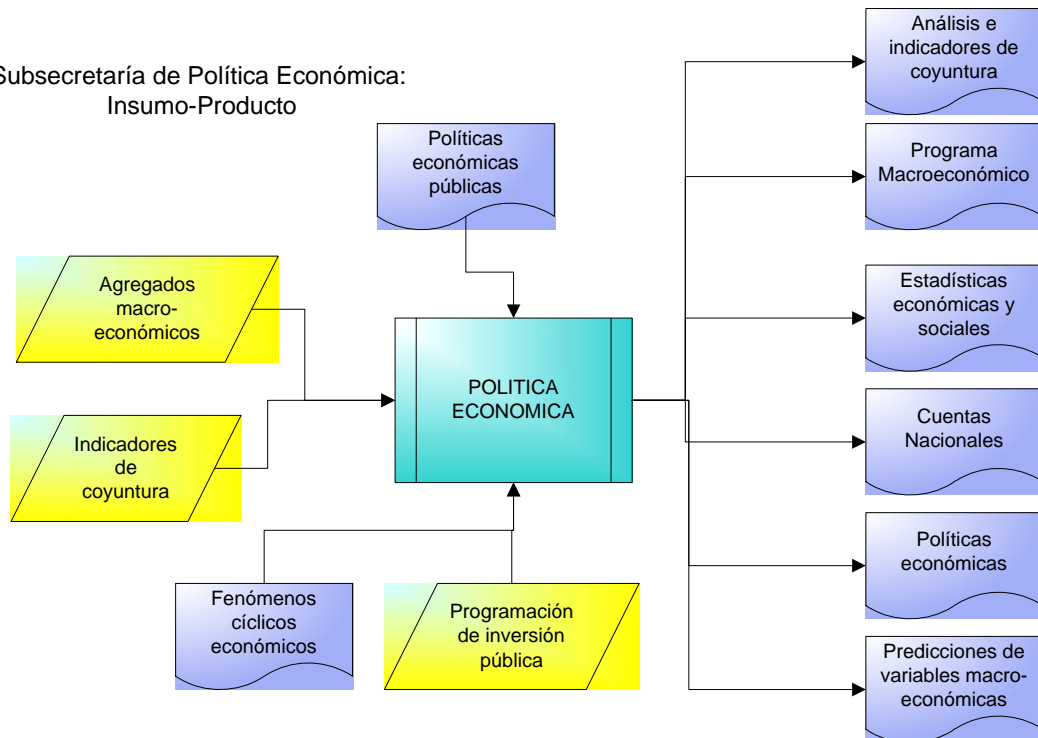 Subsecretaría de Política Económica:
Insumo-Producto
Políticas
económicas
públicas
Agregados
macro-
económicos
Indicadores
de
coyuntura
Fenómenos
cíclicos
económicos
Programación
de inversión
pública
POLITICA
ECONOMICA
Análisis e
indicadores de
coyuntura
Programa
Macroeconómico
Estadísticas
económicas y
sociales
Cuentas
Nacionales
Políticas
económicas
Predicciones de
variables macro-
económicas